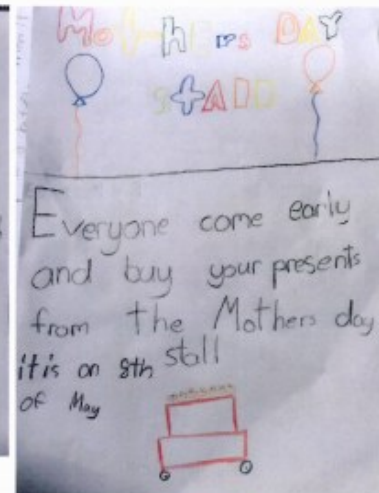 MothErs DAY
StAll
Everyone come early
and buy your presents
from the Mothers day
stall
it is on 8th
of May